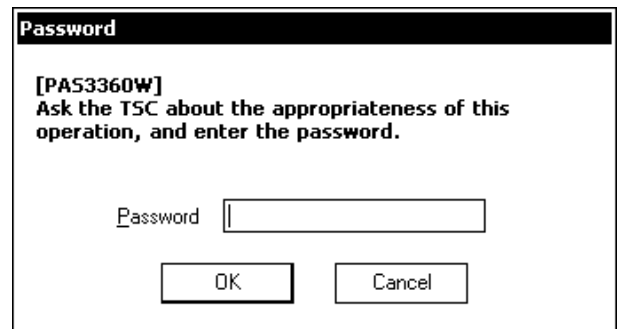 Password
[PAS3360W]
Ask the TSC about the appropriateness of this
operation, and enter the password.
Password
OK
Cancel